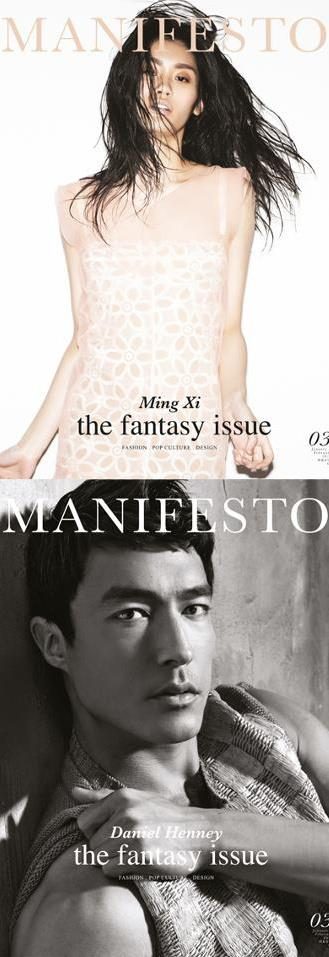 MANIFESTO
Ming Xi
the fantasy issue
FASHION . POP CULTURE . DESIGN
03
MANIFESTO
Daniel Henney
the fantasy issue
FASHION . POP CULTURE . DESIGN
03